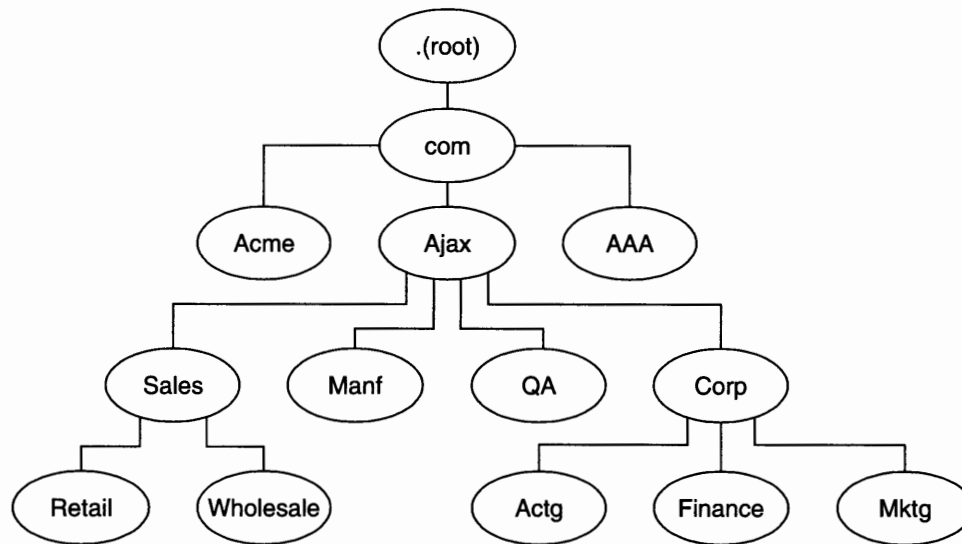 .(root)
com
Acme
Ajax
AAA
Sales
Manf
QA
Corp
Retail
Wholesale
Actg
Finance
Mktg